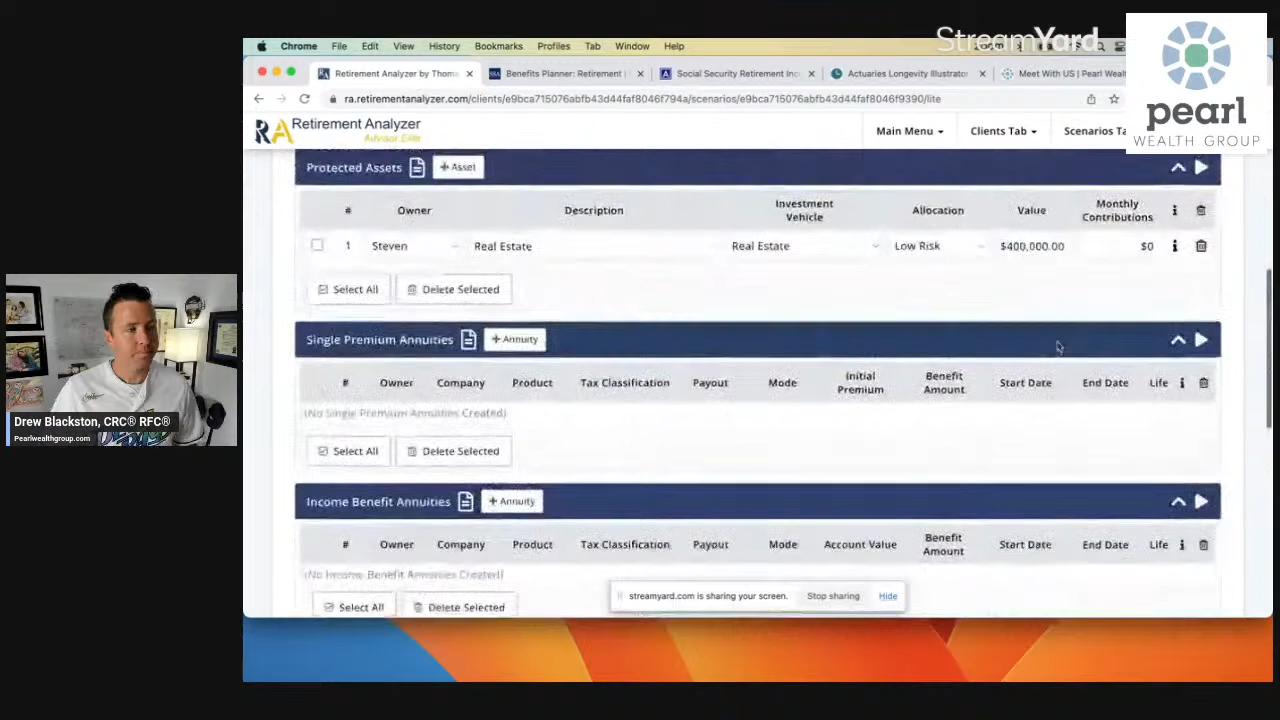 StreamYard
pearl
WEALTH GROUP
Chrome File Edit View History Bookmarks Profiles Tab Window Help
Retirement Analyzer by Thoma
Benefits Planner: Retirement |
Social Security Retirement Inc
Actuaries Longevity Illustrator
Meet With US | Pearl Wealt
ra.retirementanalyzer.com/clients/e9bca715076abfb43d44faf8046f794a/scenarios/e9bca715076abfb43d44faf8046f9390/lite
RA Retirement Analyzer
Advisor Elite
Main Menu Clients Tab Scenarios Ta
Protected Assets + Asset
# Owner Description Investment Vehicle Allocation Value Monthly Contributions
1 Steven Real Estate Real Estate Low Risk $400,000.00 $0
Select All Delete Selected
Single Premium Annuities + Annuity
# Owner Company Product Tax Classification Payout Mode Initial Premium Benefit Amount Start Date End Date Life
(No Single Premium Annuities Created)
Select All Delete Selected
Income Benefit Annuities + Annuity
# Owner Company Product Tax Classification Payout Mode Account Value Benefit Amount Start Date End Date Life
(No Income Benefit Annuities Created)
Select All Delete Selected
streamyard.com is sharing your screen. Stop sharing Hide
Drew Blackston, CRC® RFC®
Pearlwealthgroup.com